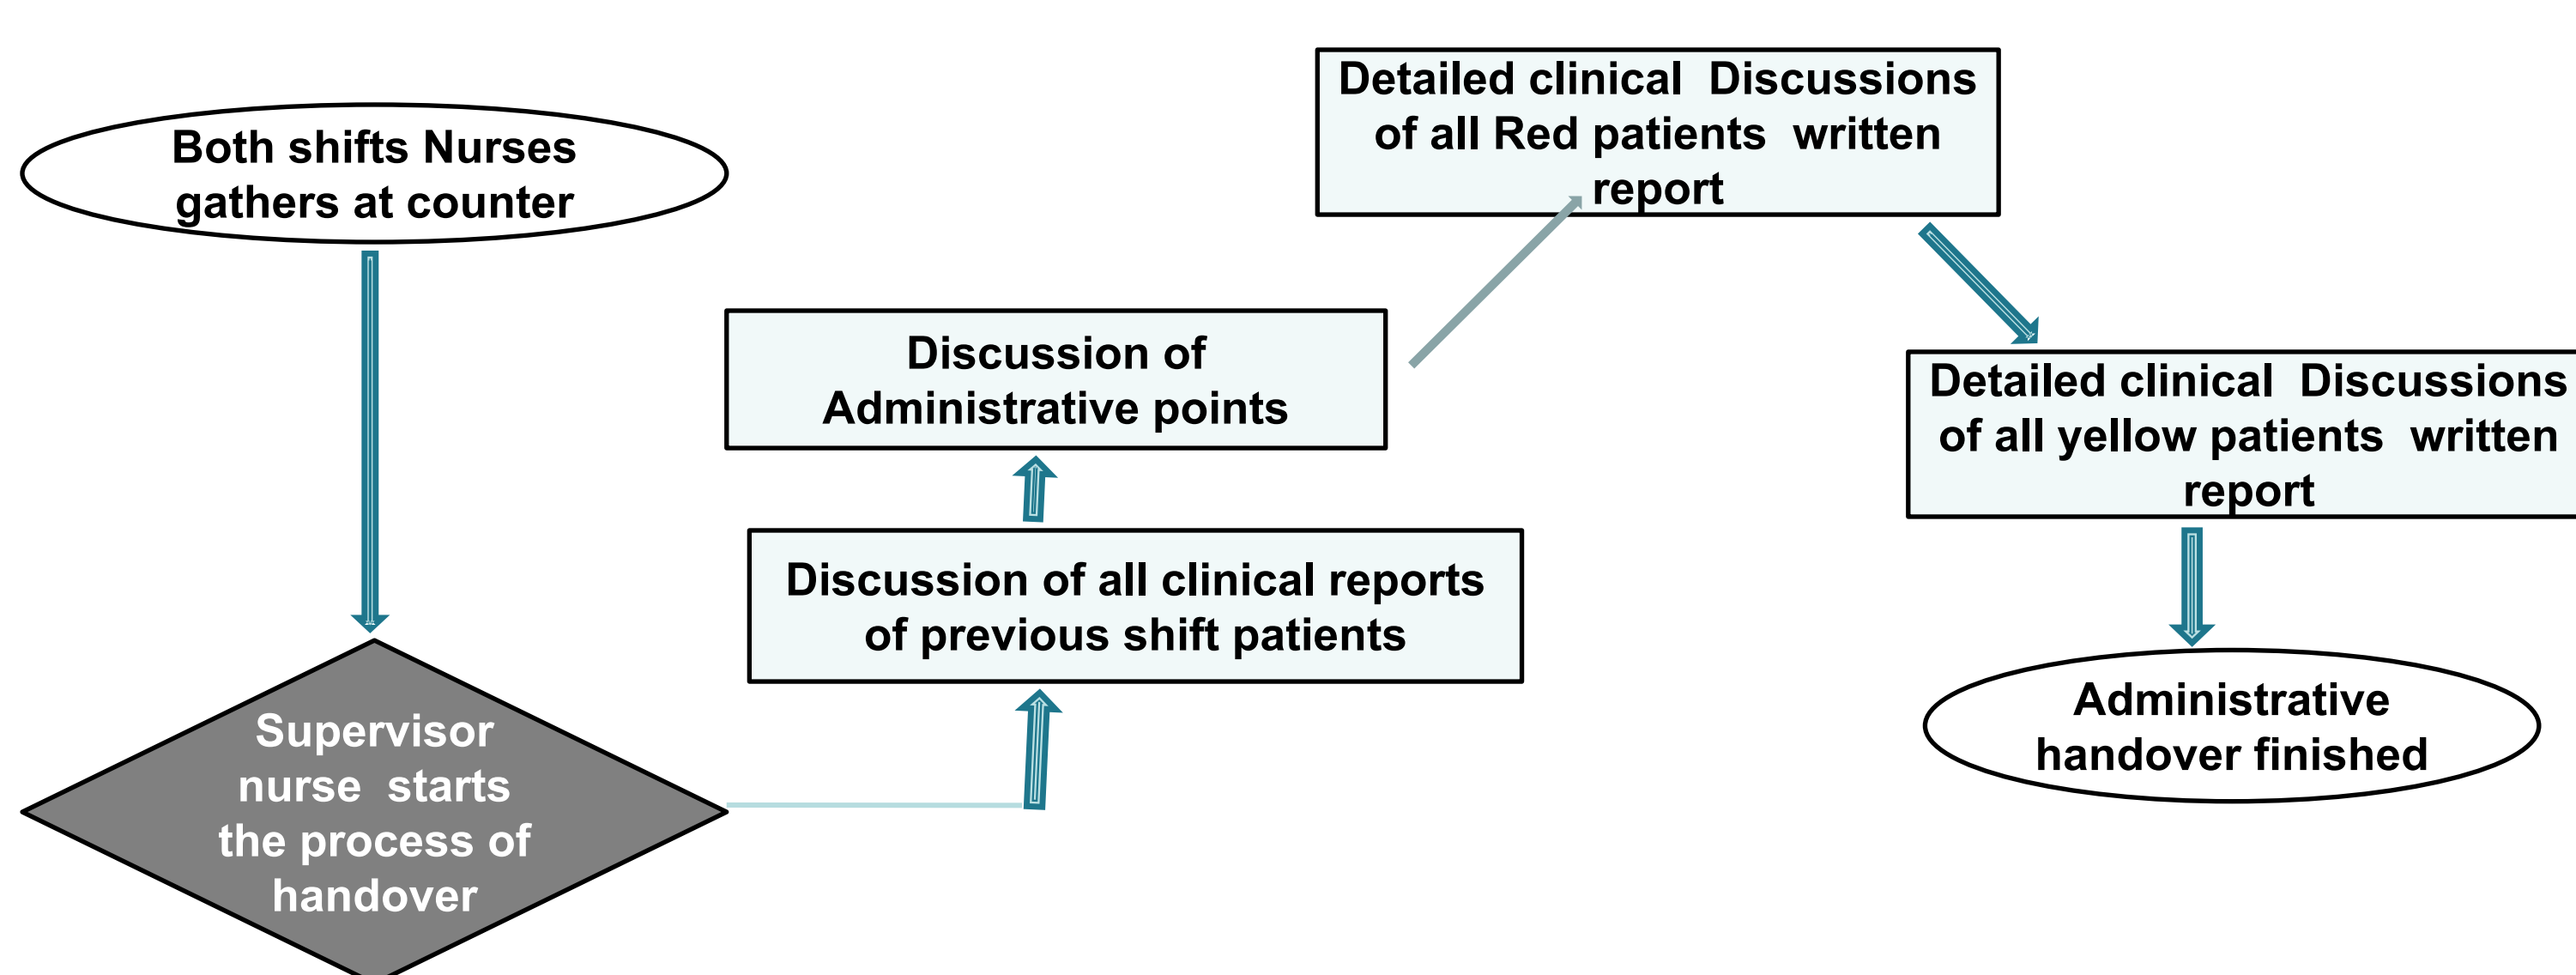 Both shifts Nurses
gathers at counter
Supervisor
nurse starts
the process of
handover
Discussion of all clinical reports
of previous shift patients
Discussion of
Administrative points
Detailed clinical Discussions
of all Red patients written
report
Detailed clinical Discussions
of all yellow patients written
report
Administrative
handover finished